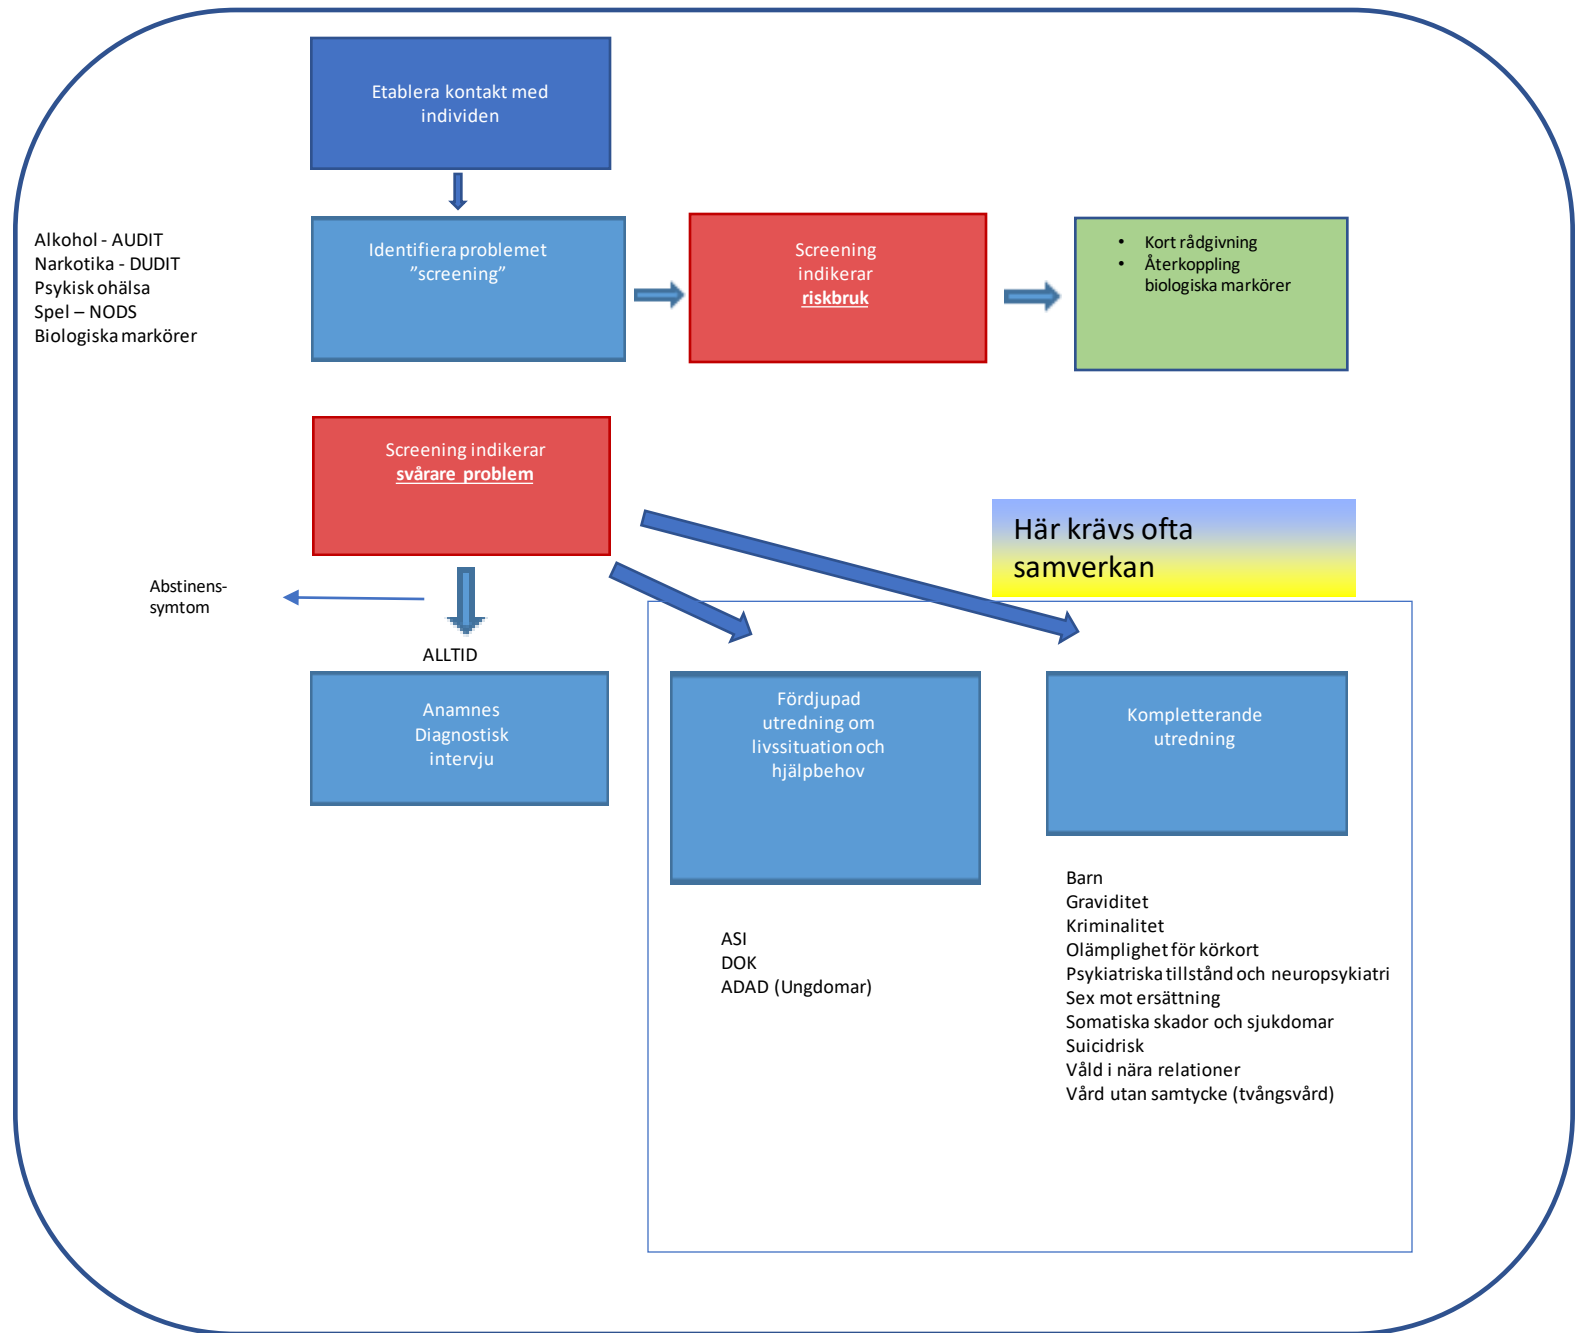 Etablera kontakt med
individen
Alkohol - AUDIT
Narkotika - DUDIT
Psykisk ohälsa
Spel – NODS
Biologiska markörer
Identifiera problemet
”screening”
Screening
indikerar
riskbruk
• Kort rådgivning
• Återkoppling
biologiska markörer
Screening indikerar
svårare problem
Här krävs ofta
samverkan
Abstinens-
symtom
ALLTID
Anamnes
Diagnostisk
intervju
Fördjupad
utredning om
livssituation och
hjälpbehov
Kompletterande
utredning
ASI
DOK
ADAD (Ungdomar)
Barn
Graviditet
Kriminalitet
Olämplighet för körkort
Psykiatriska tillstånd och neuropsykiatri
Sex mot ersättning
Somatiska skador och sjukdomar
Suicidrisk
Våld i nära relationer
Vård utan samtycke (tvångsvård)